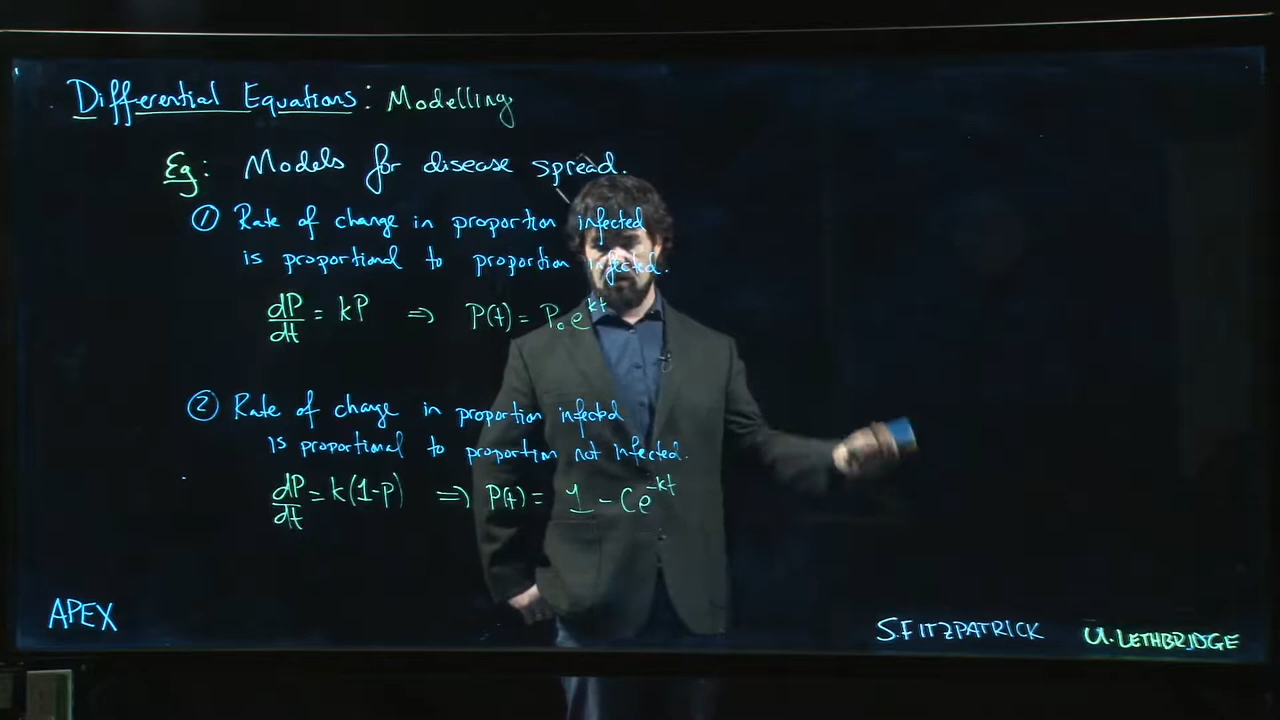 Differential Equations: Modelling
Eg: Models for disease spread.
① Rate of change in proportion infected
is proportional to proportion infected.
dP/dt = kP ⇒ P(t) = P₀e^kt
② Rate of change in proportion infected
is proportional to proportion not infected.
dP/dt = k(1-P) ⇒ P(t) = 1 - Ce^-kt
APEX
S.FITZPATRICK U.LETHBRIDGE